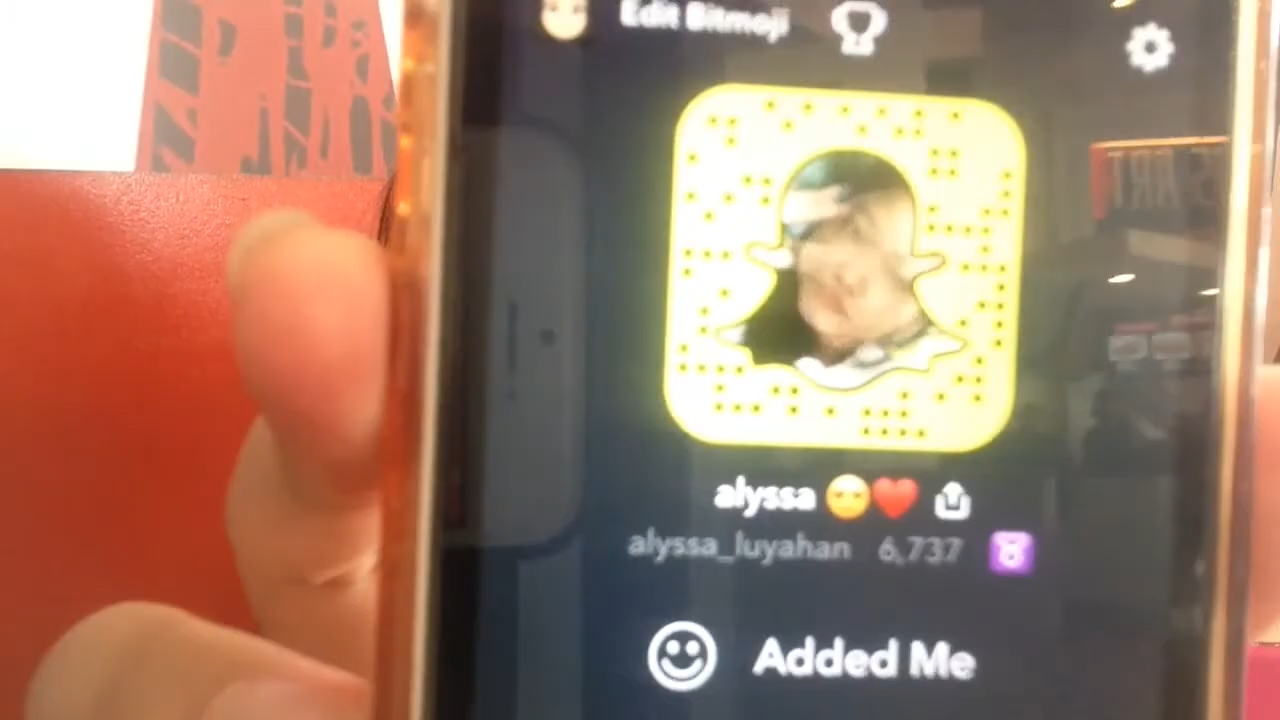 Edit Bitmoji
alyssa 😊❤️
alyssa_luyahan 6,737 ♉
Added Me